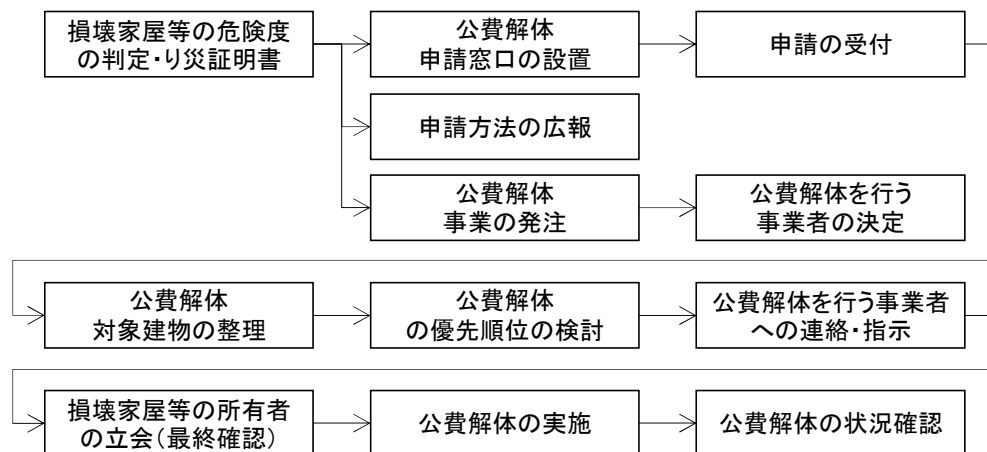 損壊家屋等の危険度
の判定・り災証明書
公費解体
申請窓口の設置
申請の受付
申請方法の広報
公費解体
事業の発注
公費解体を行う
事業者の決定
公費解体
対象建物の整理
公費解体
の優先順位の検討
公費解体を行う事業者
への連絡・指示
損壊家屋等の所有者
の立会(最終確認)
公費解体の実施
公費解体の状況確認